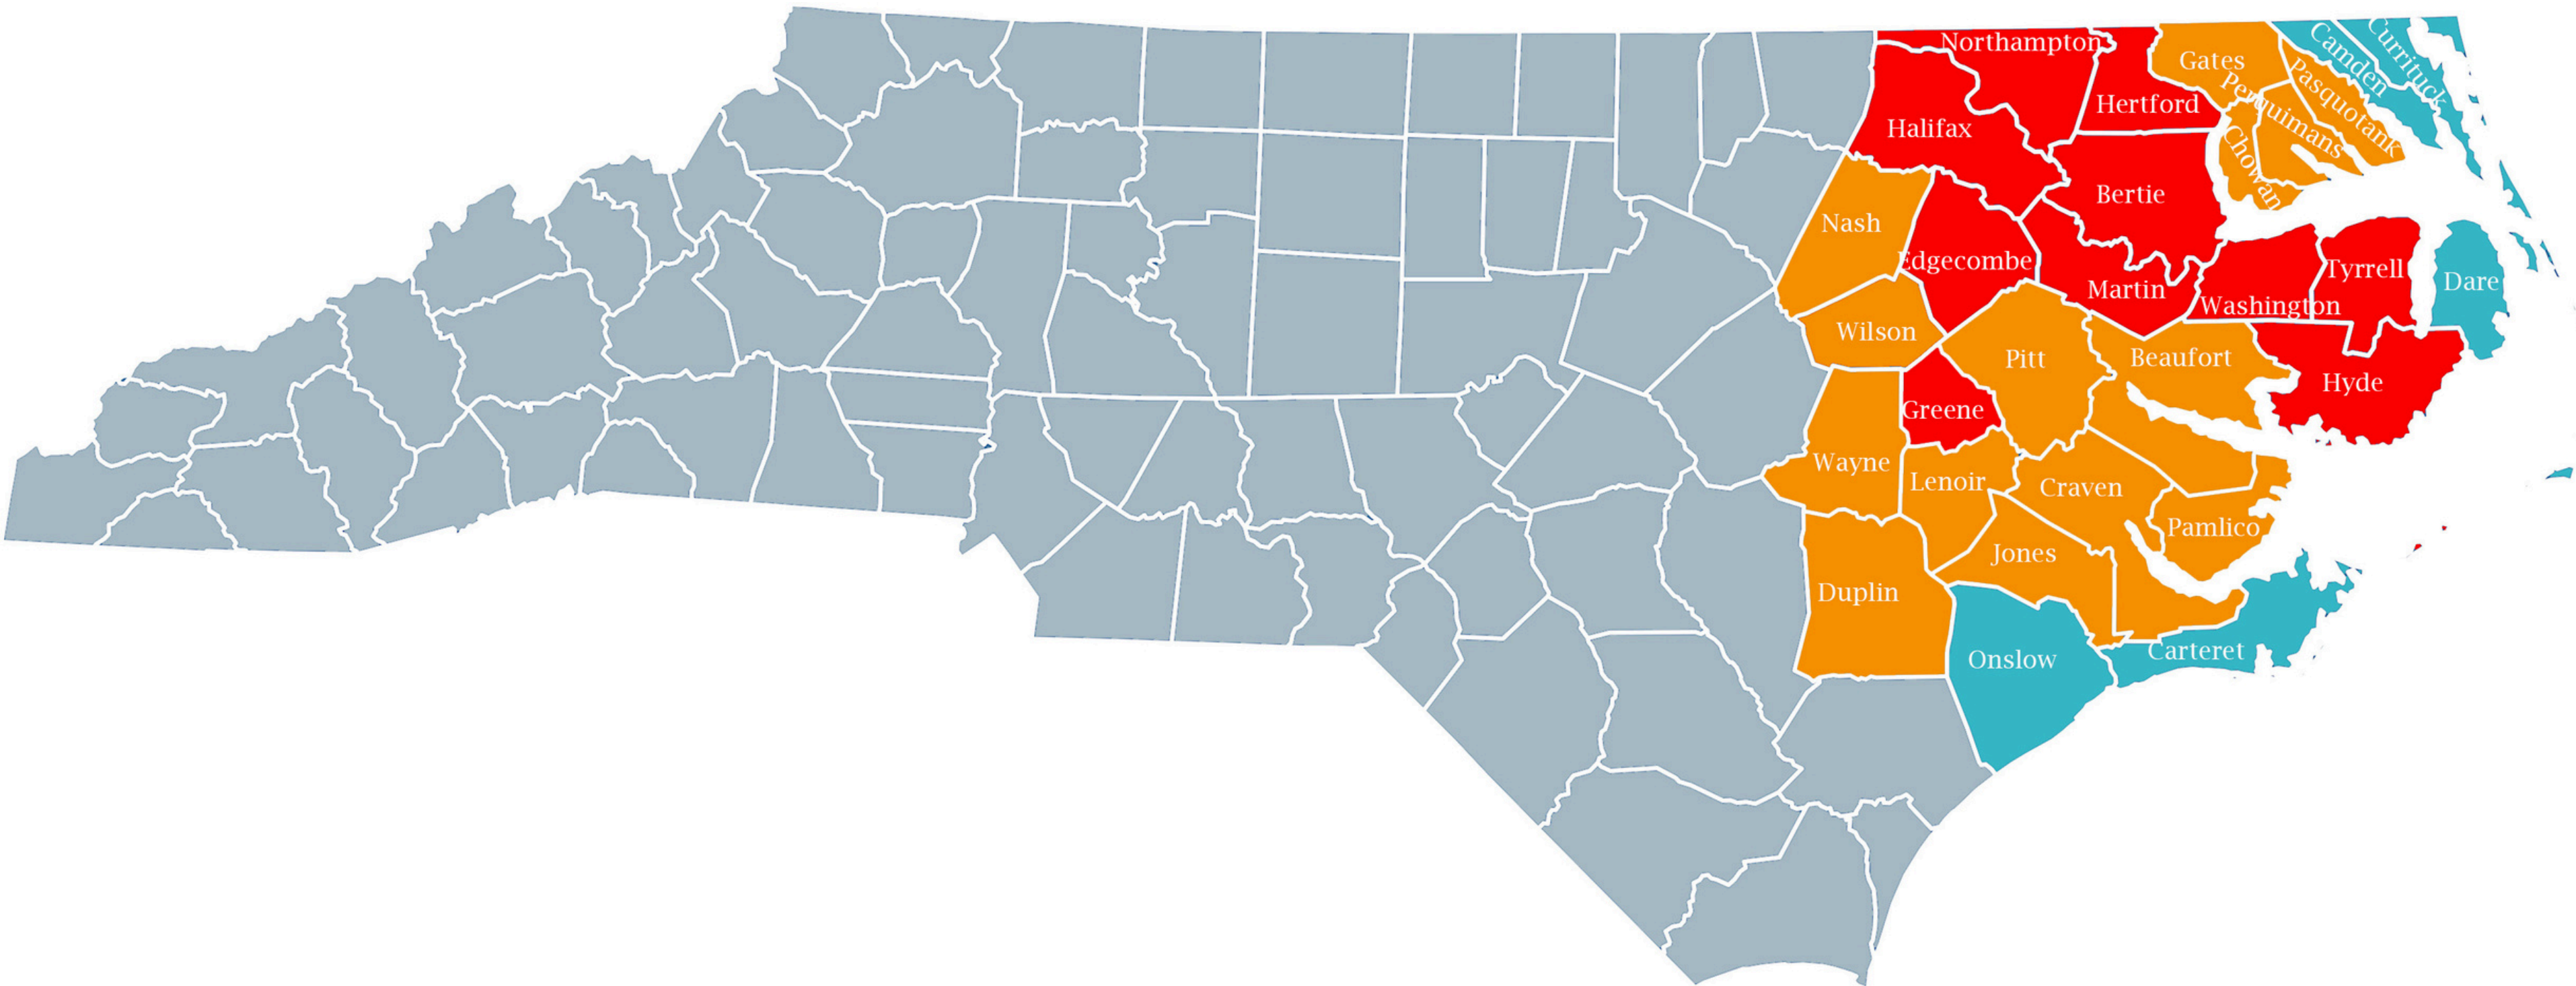 Northampton
Gates
Camden
Currituck
Pasquotank
Perquimans
Hertford
Halifax
Chowan
Bertie
Nash
Edgecombe
Martin
Washington
Tyrrell
Dare
Wilson
Pitt
Beaufort
Hyde
Greene
Wayne
Lenoir
Craven
Pamlico
Jones
Duplin
Onslow
Carteret